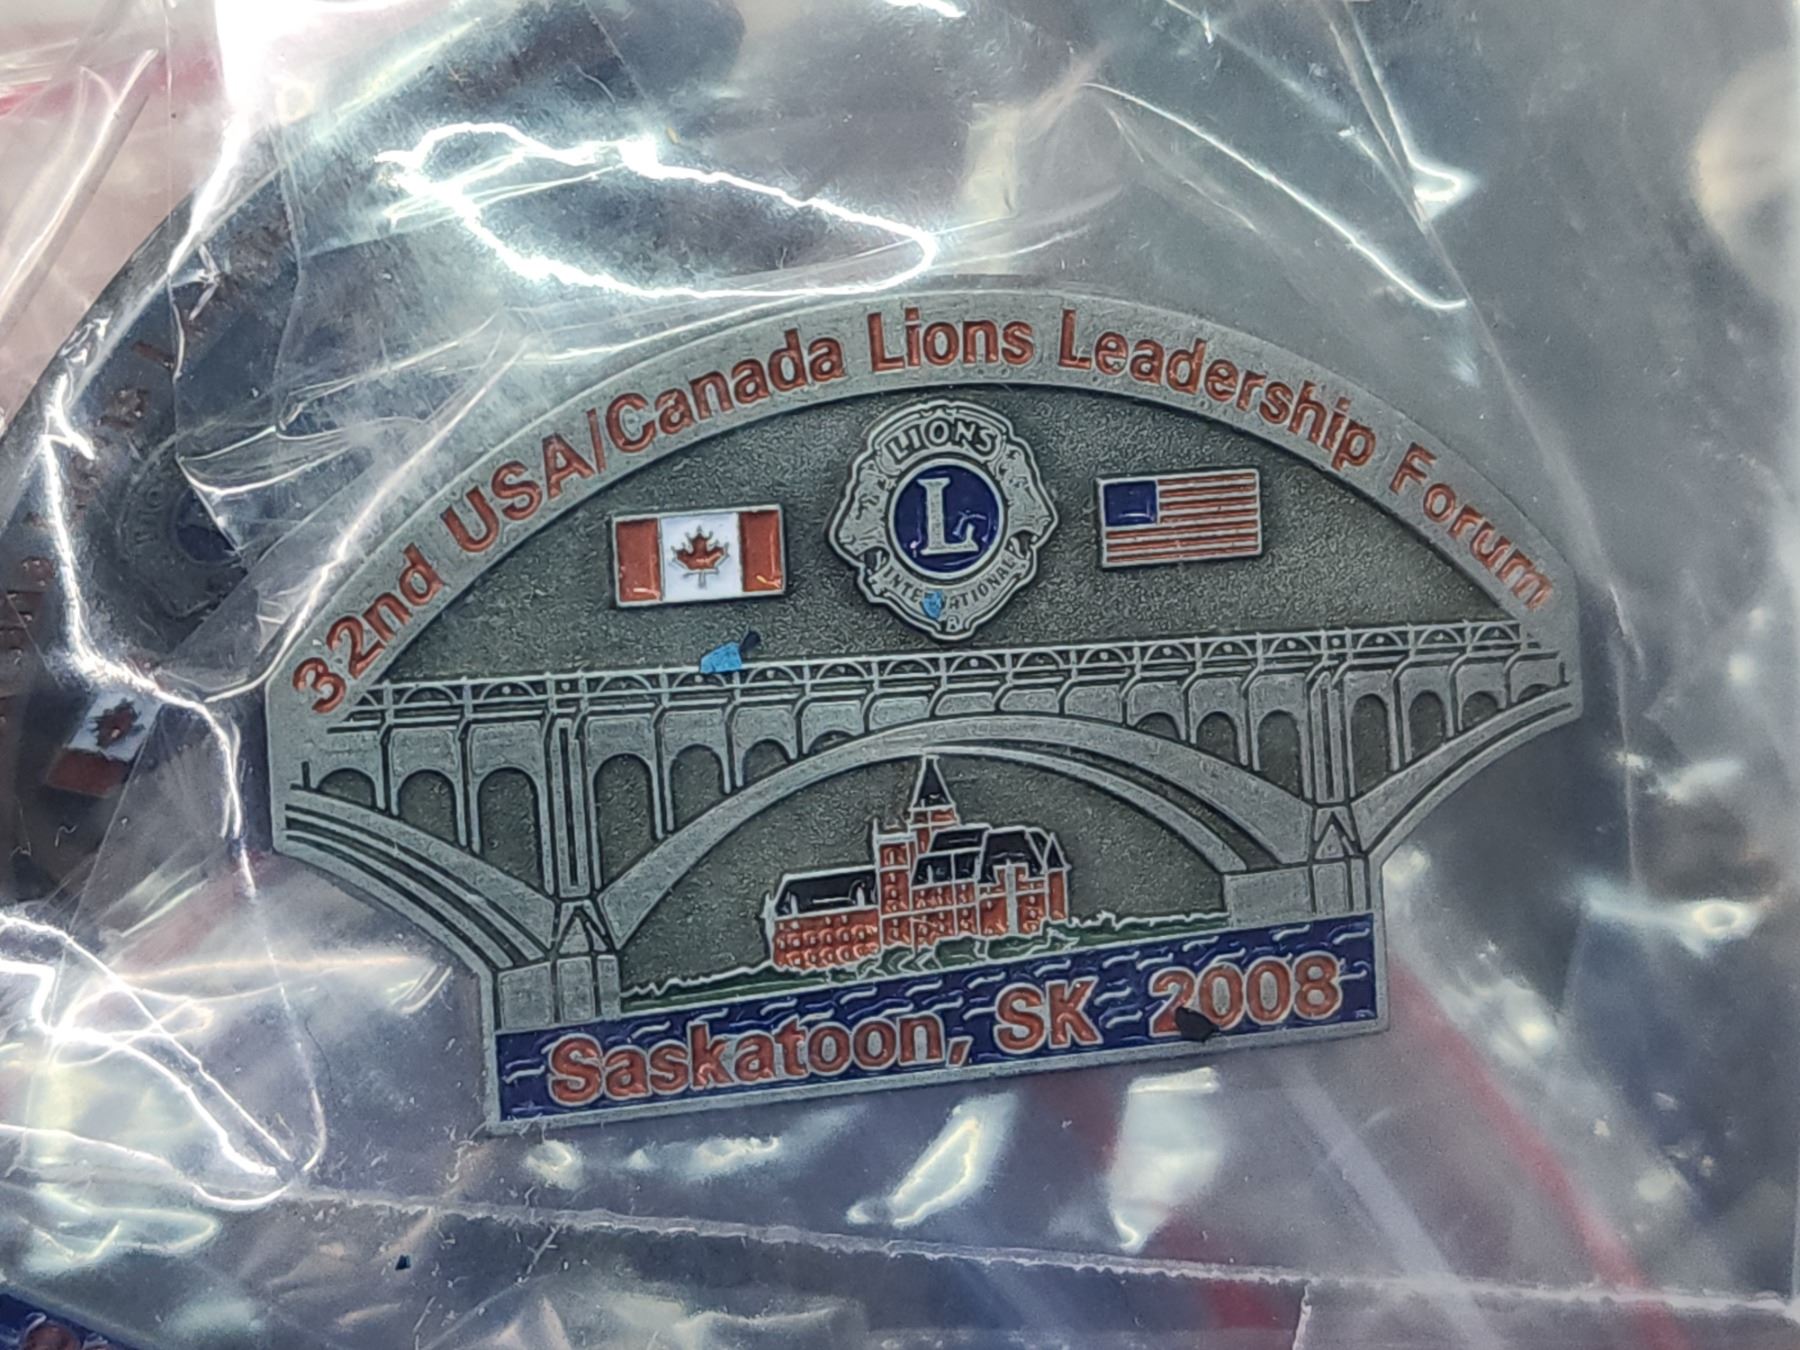 32nd USA/Canada Lions Leadership Forum
LIONS
L
INTERNATIONAL
Saskatoon, SK 2008